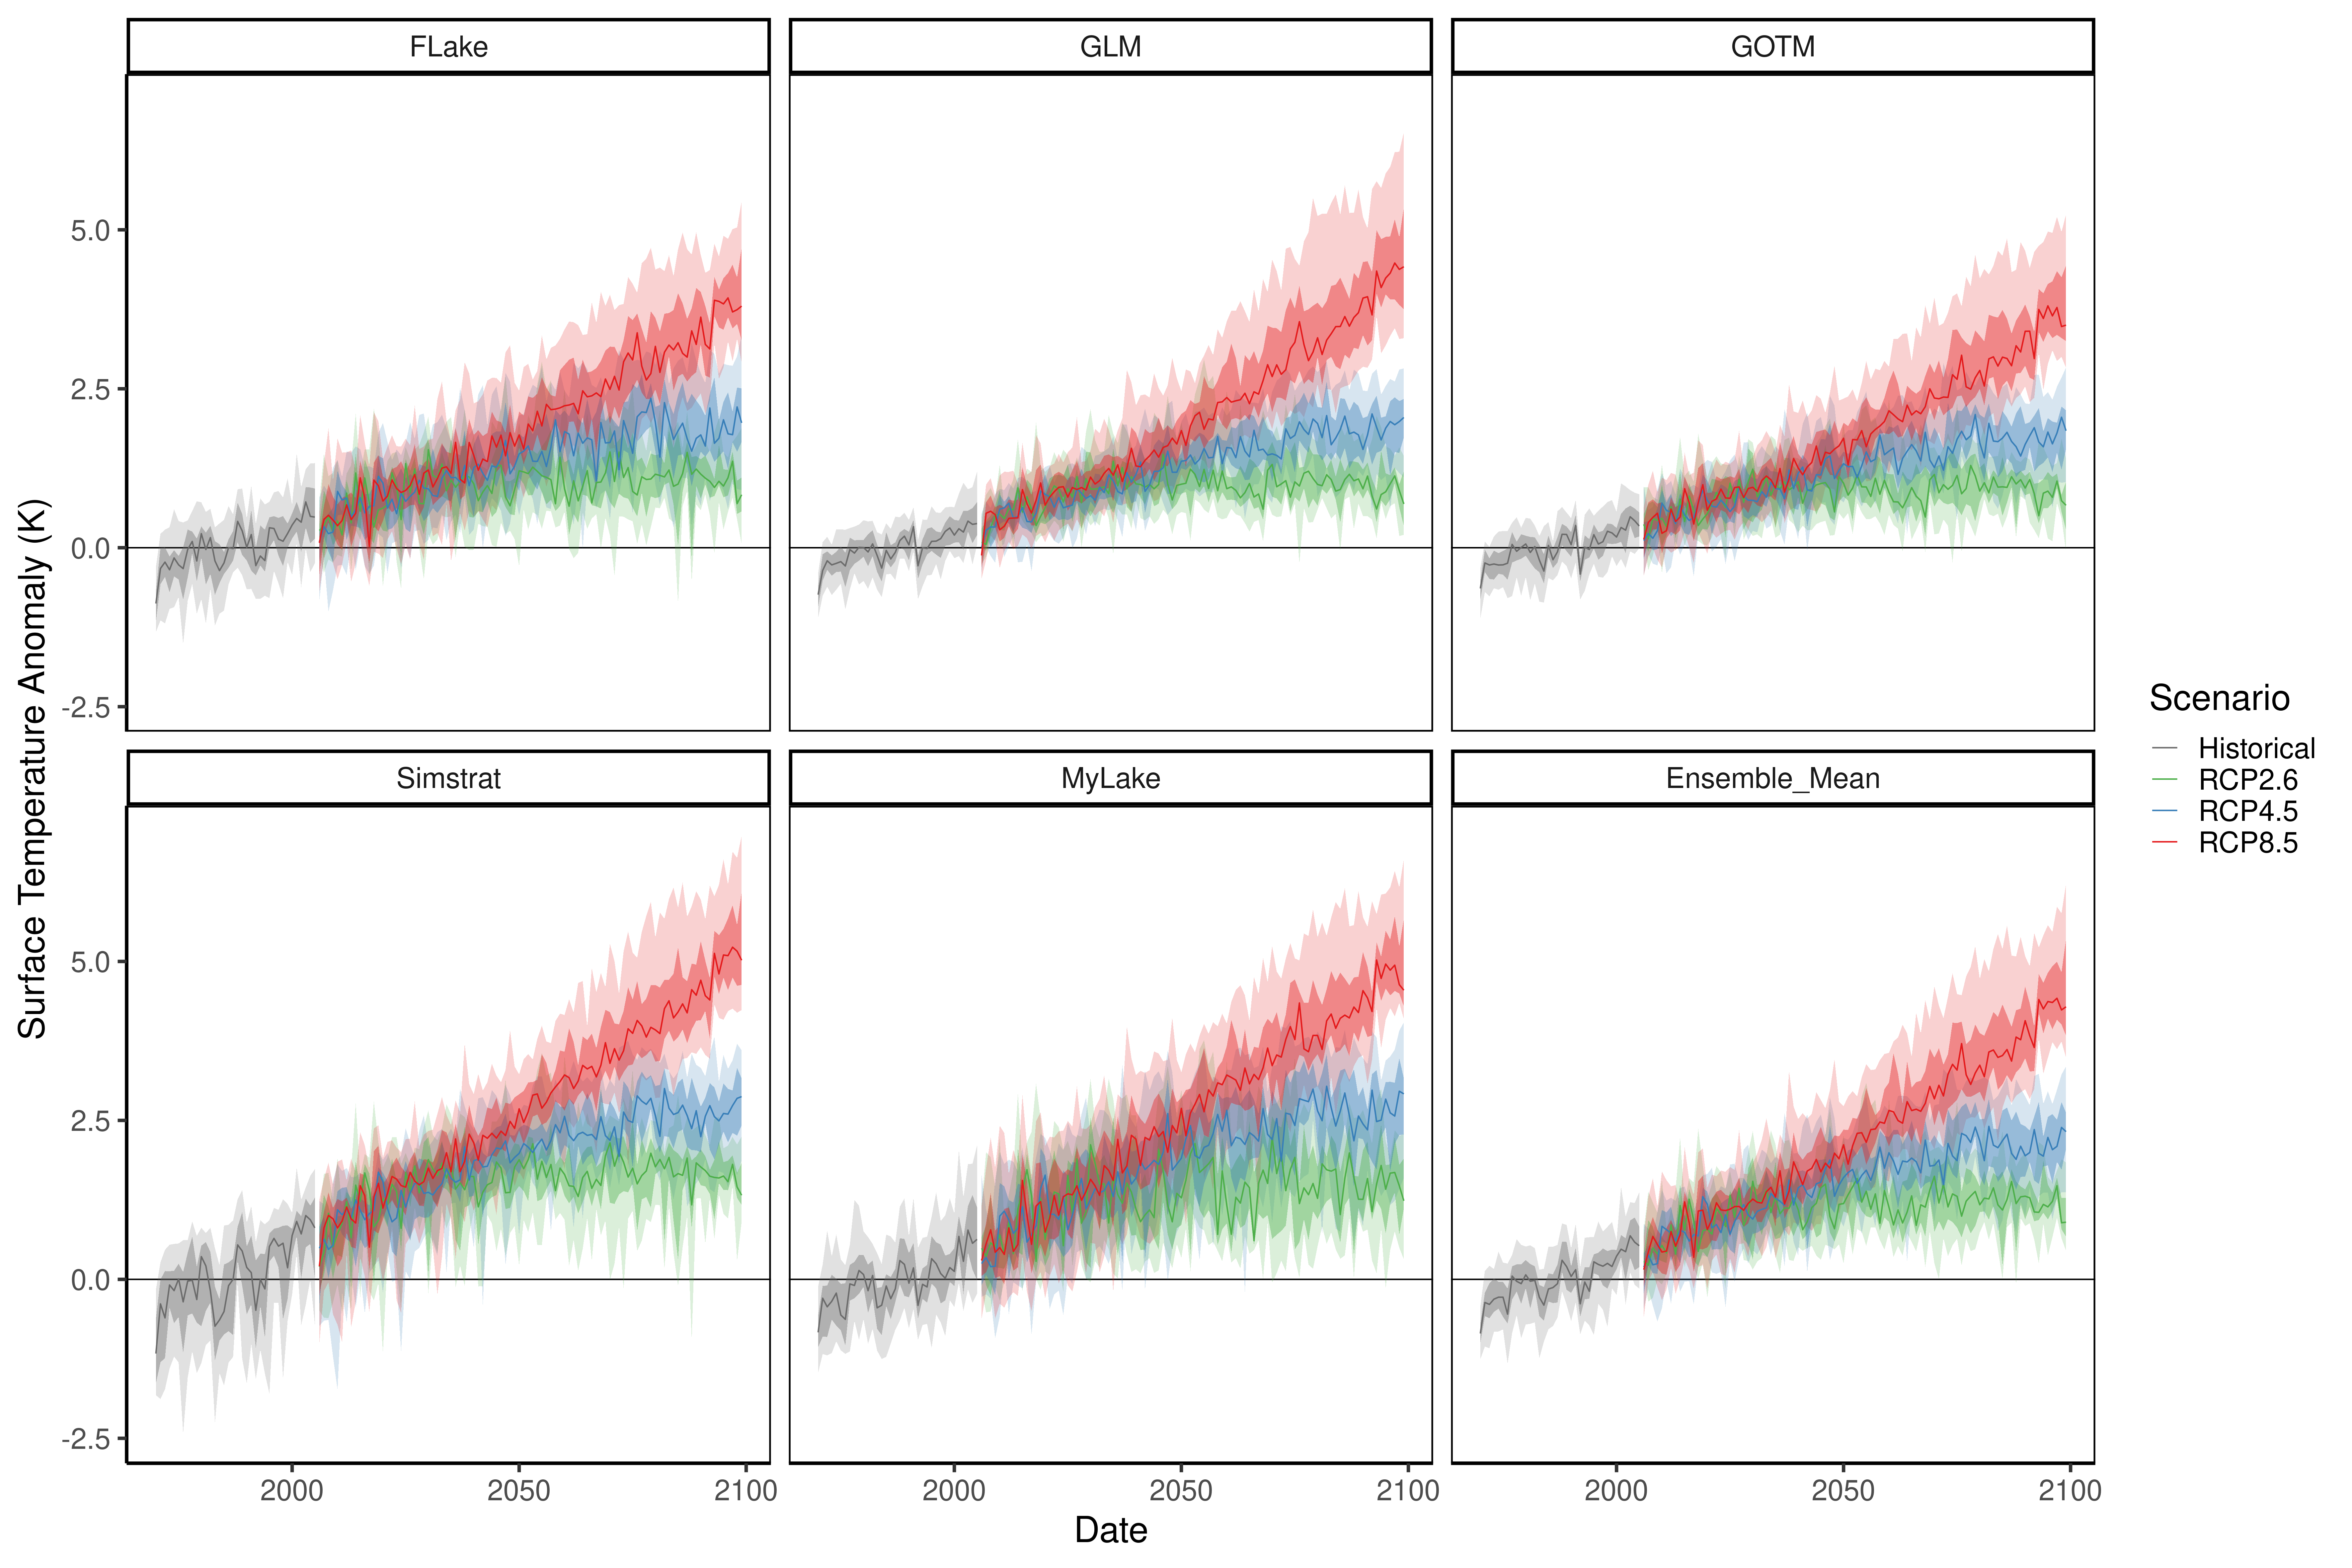 FLake
GLM
GOTM
5.0
2.5
0.0
-2.5
Surface Temperature Anomaly (K)
Simstrat
MyLake
Ensemble_Mean
5.0
2.5
0.0
-2.5
2000
2050
2100
2000
2050
2100
2000
2050
2100
Date
Scenario
Historical
RCP2.6
RCP4.5
RCP8.5